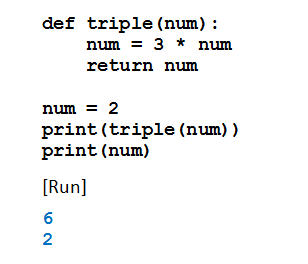 def triple(num):
    num = 3 * num
    return num

num = 2
print(triple(num))
print(num)
[Run]
6
2